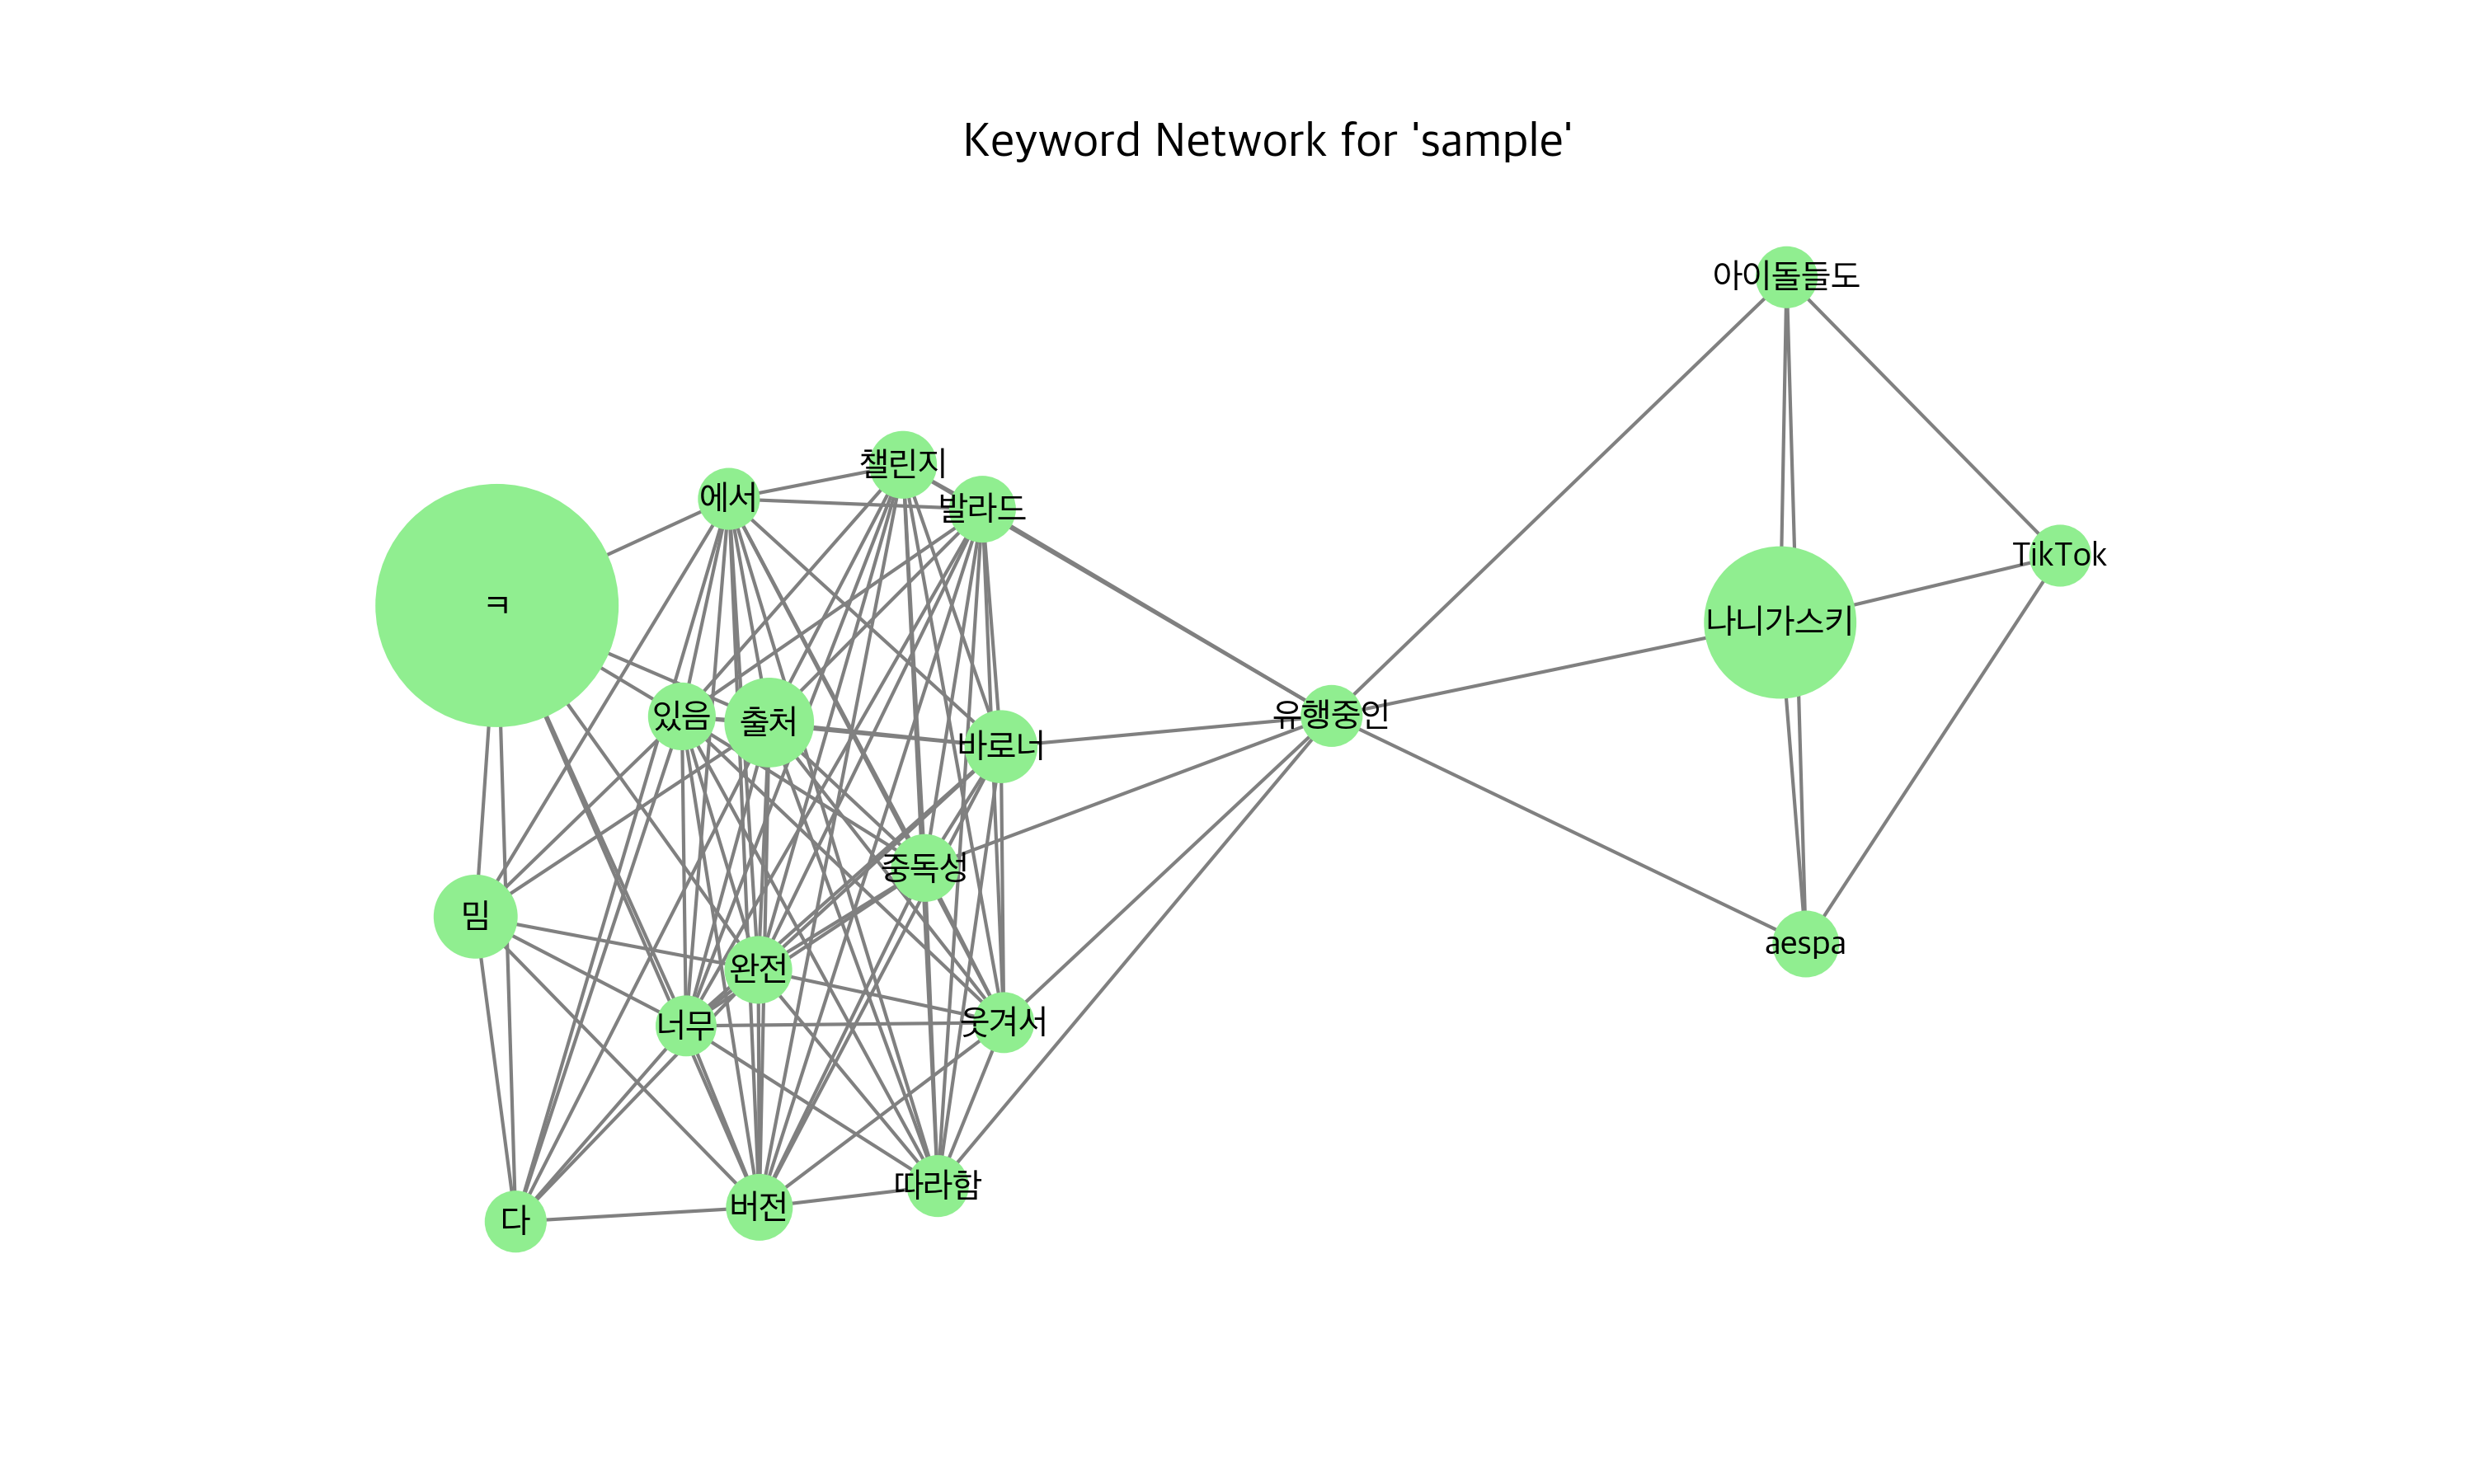 Keyword Network for 'sample'
아이돌들도
챌린지
에서
발라드
TikTok
ㅋ
나니가스키
있음
출처
유행중인
바로너
중독성
밈
aespa
완전
너무
웃겨서
따라함
버전
다